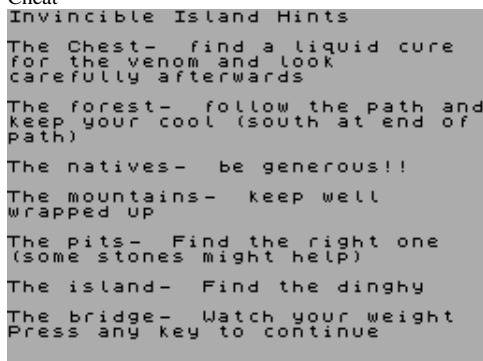 Cheat
Invincible Island Hints
The Chest- find a liquid cure
for the venom and look
carefully afterwards
The forest- follow the path and
keep your cool (south at end of
path)
The natives- be generous!!
The mountains- keep well
wrapped up
The pits- Find the right one
(some stones might help)
The island- Find the dinghy
The bridge- Watch your weight
Press any key to continue